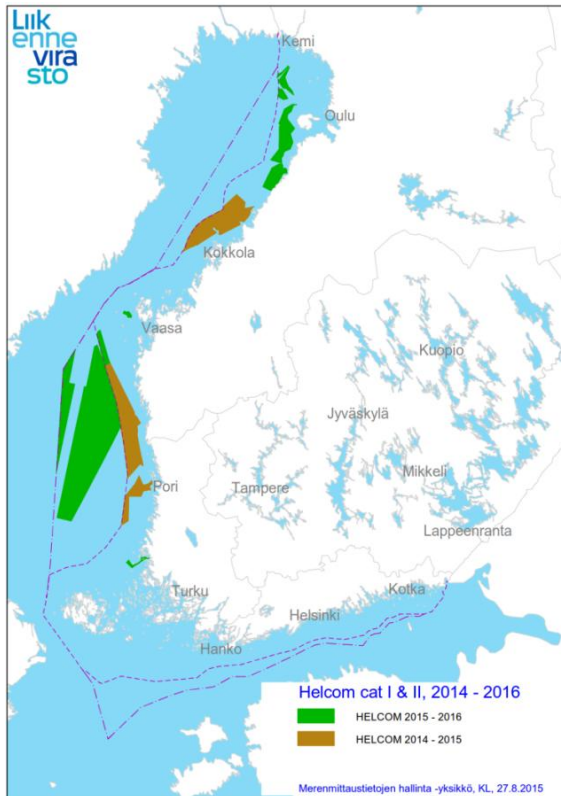 Liik
enne
vira
sto
Kemi
Oulu
Kokkola
Vaasa
Kuopio
Jyväskylä
Mikkeli
Pori
Tampere
Lappeenranta
Turku
Kotka
Helsinki
Hanko
Helcom cat I & II, 2014 - 2016
HELCOM 2015 - 2016
HELCOM 2014 - 2015
Merenmittaustietojen hallinta -yksikkö, KL, 27.8.2015